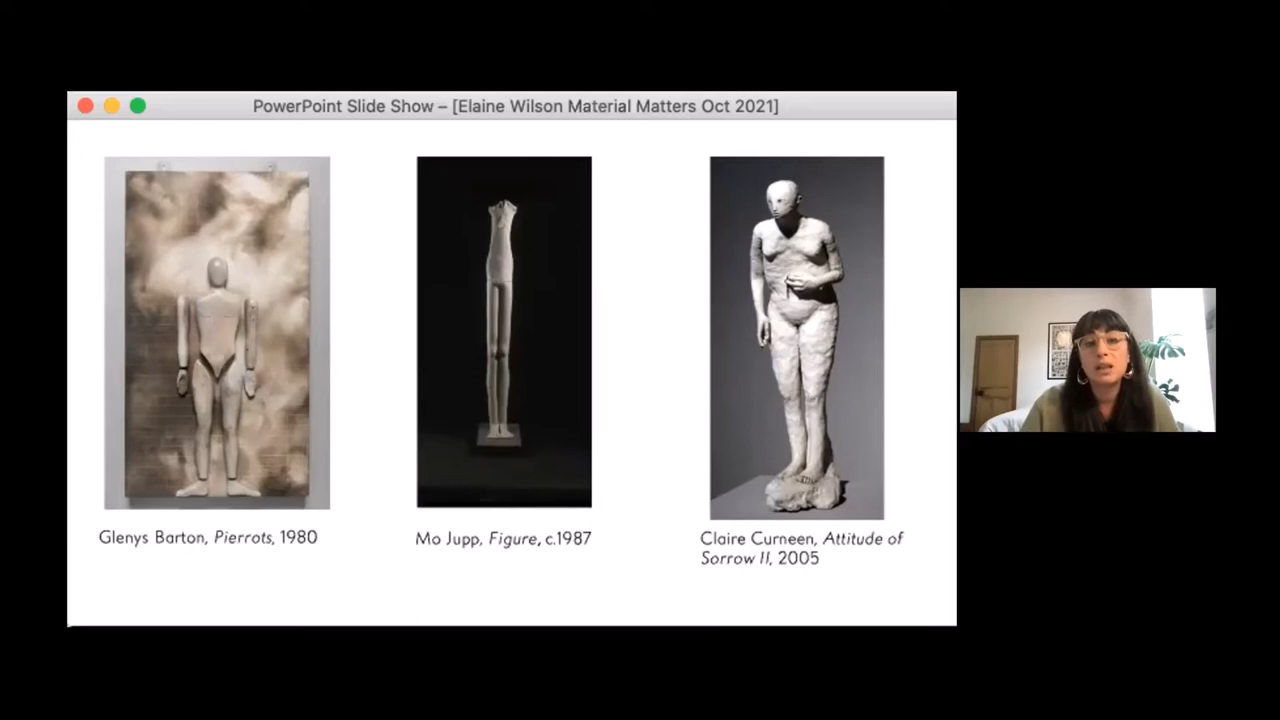 PowerPoint Slide Show – [Elaine Wilson Material Matters Oct 2021]
Glenys Barton, Pierrots, 1980
Mo Jupp, Figure, c.1987
Claire Curneen, Attitude of
Sorrow II, 2005